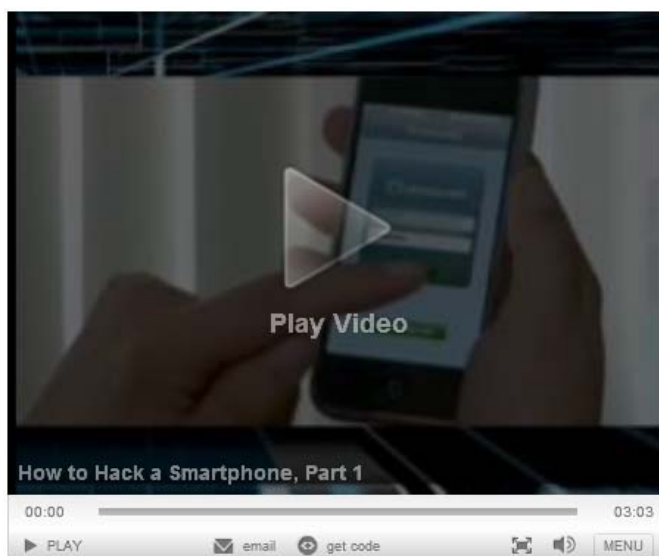 Play Video
How to Hack a Smartphone, Part 1
00:00 03:03
PLAY email get code MENU